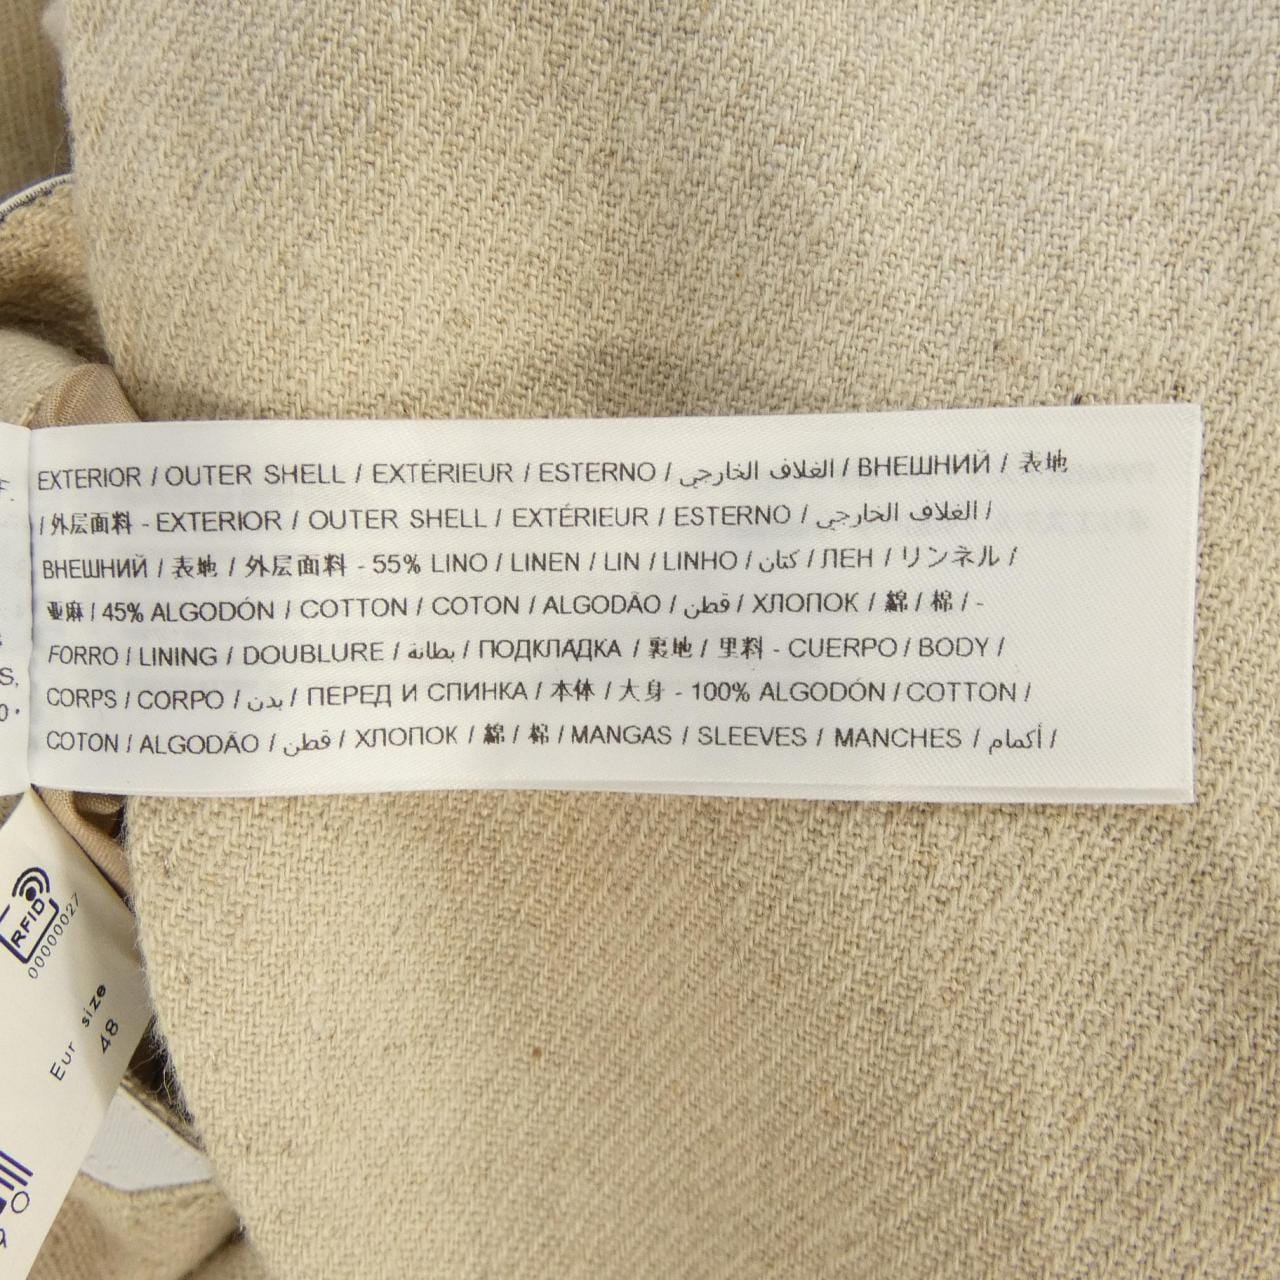 EXTERIOR / OUTER SHELL / EXTÉRIEUR / ESTERNO / الغلاف الخارجي / ВНЕШНИЙ / 表地
/ 外层面料 - EXTERIOR / OUTER SHELL / EXTÉRIEUR / ESTERNO / الغلاف الخارجي /
ВНЕШНИЙ / 表地 / 外层面料 - 55% LINO / LINEN / LIN / LINHO / كتان / ЛЕН / リンネル /
亚麻 / 45% ALGODÓN / COTTON / COTON / ALGODÃO / قطن / ХЛОПОК / 綿 / 棉 / -
FORRO / LINING / DOUBLURE / بطانة / ПОДКЛАДКА / 裏地 / 里料 - CUERPO / BODY /
CORPS / CORPO / بدن / ПЕРЕД И СПИНКА / 本体 / 大身 - 100% ALGODÓN / COTTON /
COTON / ALGODÃO / قطن / ХЛОПОК / 綿 / 棉 / MANGAS / SLEEVES / MANCHES / أكمام /
RFID
00000027
Eur size
48